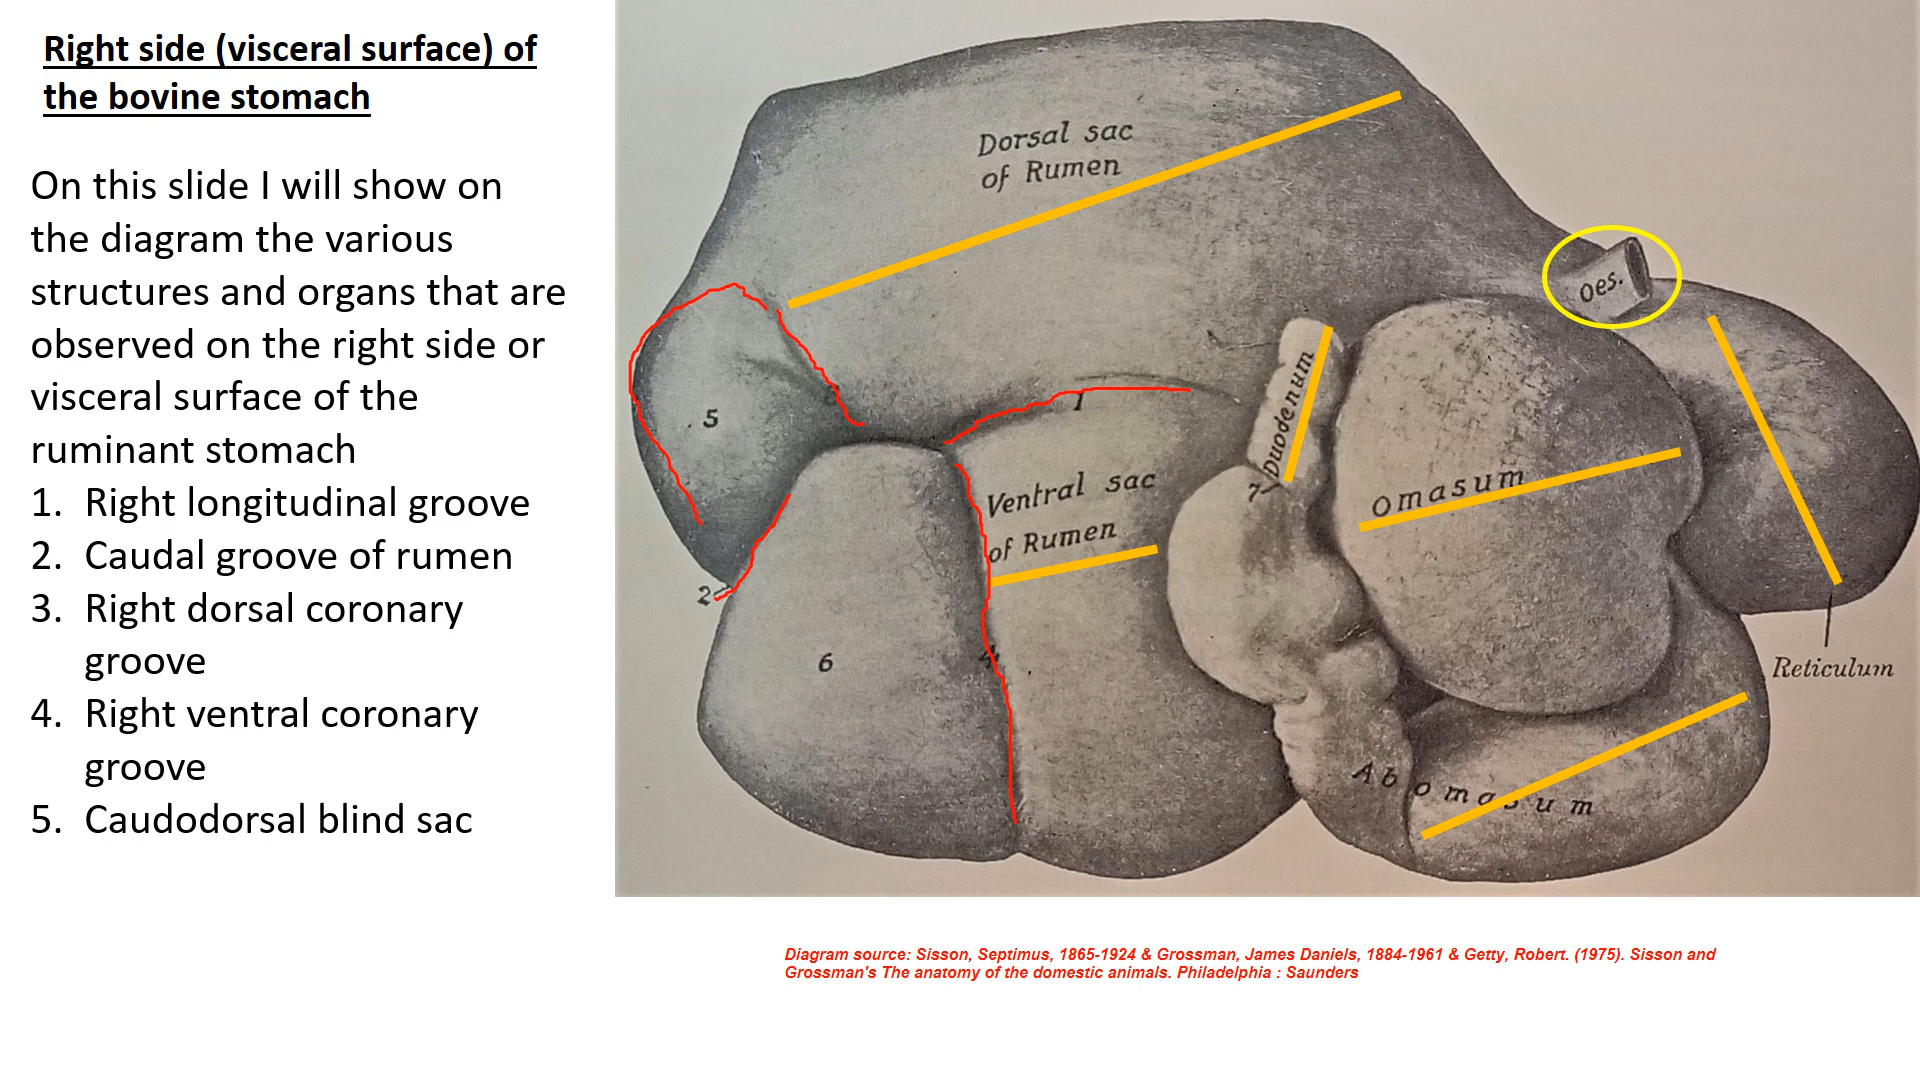 Right side (visceral surface) of
the bovine stomach
On this slide I will show on
the diagram the various
structures and organs that are
observed on the right side or
visceral surface of the
ruminant stomach
1. Right longitudinal groove
2. Caudal groove of rumen
3. Right dorsal coronary
groove
4. Right ventral coronary
groove
5. Caudodorsal blind sac
Dorsal sac
of Rumen
Oes.
Duodenum
3
1
5
Ventral sac
of Rumen
7
Omasum
2
4
6
Reticulum
Abomasum
Diagram source: Sisson, Septimus, 1865-1924 & Grossman, James Daniels, 1884-1961 & Getty, Robert. (1975). Sisson and
Grossman's The anatomy of the domestic animals. Philadelphia : Saunders